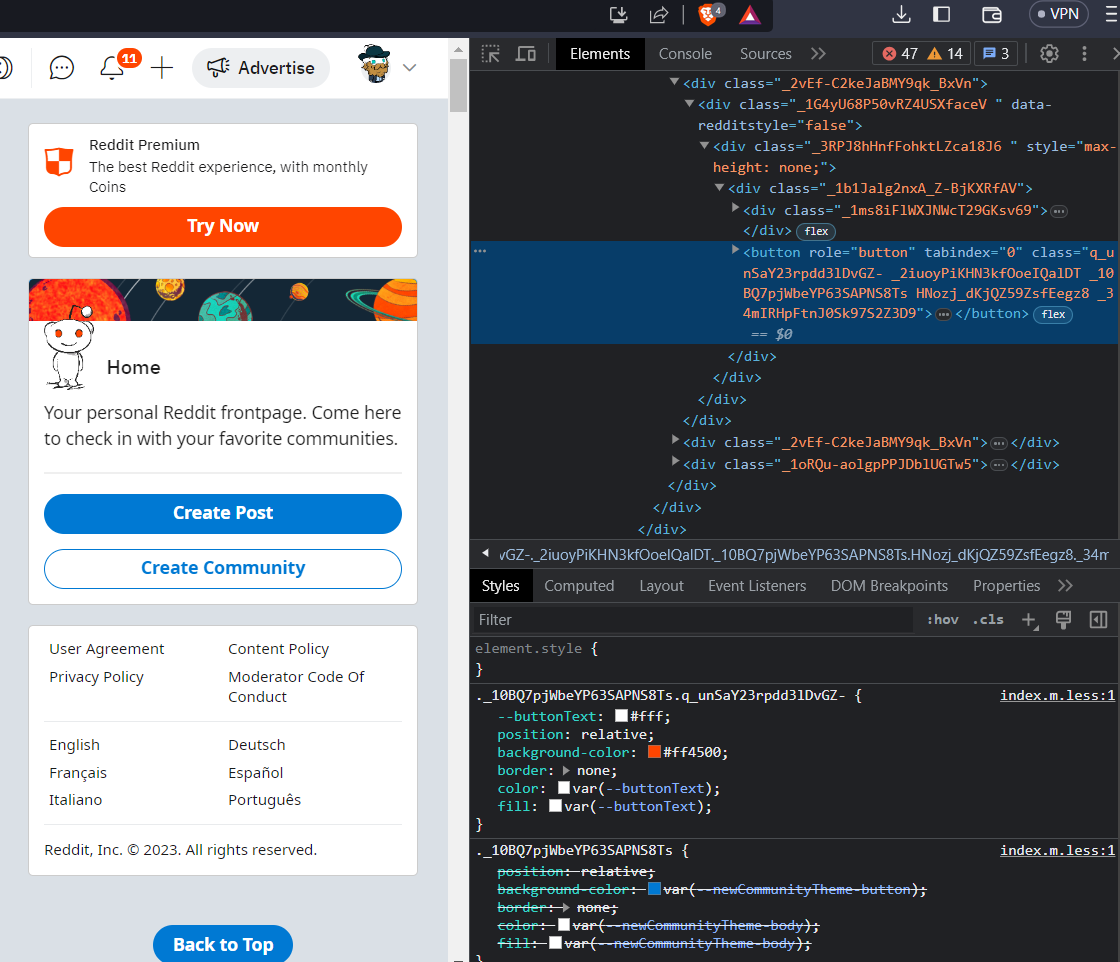 4
VPN
11
Advertise
Reddit Premium
The best Reddit experience, with monthly
Coins
Try Now
Home
Your personal Reddit frontpage. Come here
to check in with your favorite communities.
Create Post
Create Community
User Agreement
Content Policy
Privacy Policy
Moderator Code Of
Conduct
English
Deutsch
Français
Español
Italiano
Português
Reddit, Inc. © 2023. All rights reserved.
Back to Top
Elements Console Sources 47 14 3
<div class="_2vEf-C2keJaBMY9qk_BxVn">
<div class="_1G4yU68P50vRZ4USXfaceV " data-
redditstyle="false">
<div class="_3RPJ8hHnfFohktLZca18J6 " style="max-
height: none;">
<div class="_1b1Jalg2nxA_Z-BjKXRfAV">
<div class="_1ms8iFlWXJNWcT29GKsv69">
</div> flex
<button role="button" tabindex="0" class="q_u
nSaY23rpdd3lDvGZ- _2iuoyPiKHN3kfOoeIQalDT _10
BQ7pjWbeYP63SAPNS8Ts HNozj_dKjQZ59ZsfEegz8 _3
4mIRHpFtnJ0Sk97S2Z3D9"> </button> flex
== $0
</div>
</div>
</div>
</div>
<div class="_2vEf-C2keJaBMY9qk_BxVn"> </div>
<div class="_1oRQu-aolgpPPJDblUGTw5"> </div>
</div>
</div>
</div>
vGZ-._2iuoyPiKHN3kfOoeIQalDT._10BQ7pjWbeYP63SAPNS8Ts.HNozj_dKjQZ59ZsfEegz8._34m
Styles Computed Layout Event Listeners DOM Breakpoints Properties
Filter :hov .cls
element.style {
}
._10BQ7pjWbeYP63SAPNS8Ts.q_unSaY23rpdd3lDvGZ- { index.m.less:1
--buttonText: #fff;
position: relative;
background-color: #ff4500;
border: none;
color: var(--buttonText);
fill: var(--buttonText);
}
._10BQ7pjWbeYP63SAPNS8Ts { index.m.less:1
position: relative;
background-color: var(--newCommunityTheme-button);
border: none;
color: var(--newCommunityTheme-body);
fill: var(--newCommunityTheme-body);
}